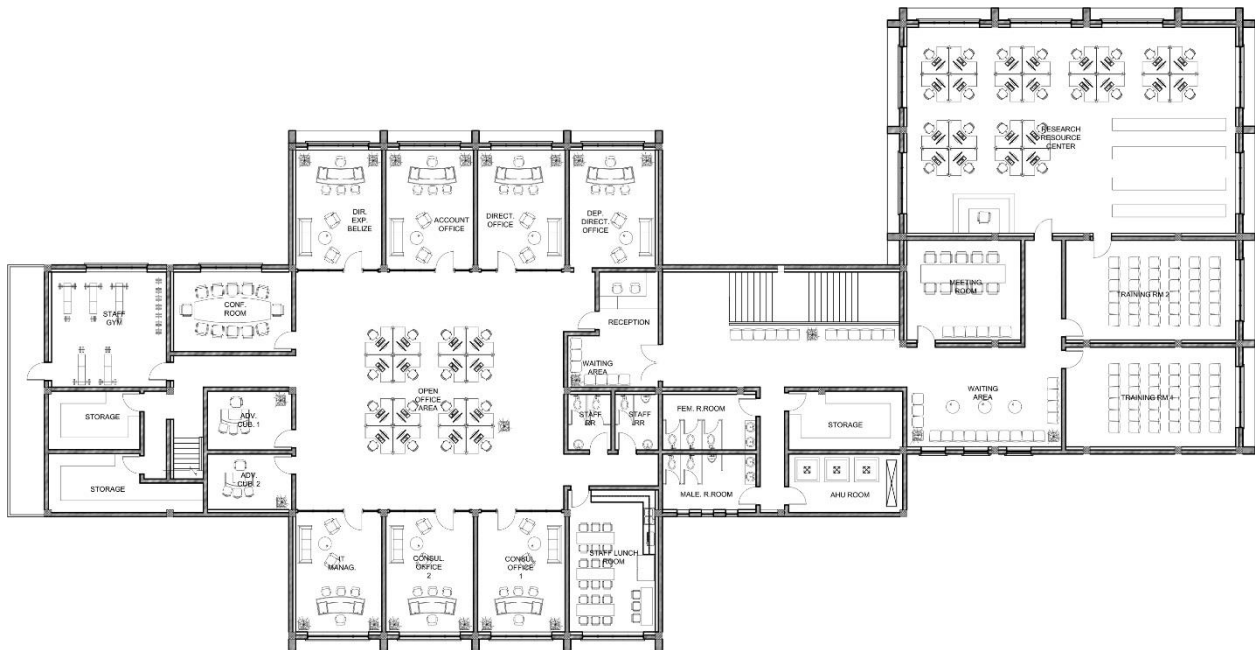 RESEARCH
RESOURCE
CENTER
DIR.
EXP.
BELIZE
ACCOUNT
OFFICE
DIRECT.
OFFICE
DEP.
DIRECT. OFFICE
MEETING
ROOM
TRAINING RM 2
STAFF
GYM
CONF.
ROOM
RECEPTION
WAITING
AREA
OPEN
OFFICE
AREA
TRAINING RM 1
WAITING
AREA
STORAGE
ADV.
CUB. 1
STAFF
RR
STAFF
RR
FEM. R.ROOM
STORAGE
STORAGE
ADV.
CUB. 2
MALE. R.ROOM
AHU ROOM
IT
MANAG.
CONSUL.
OFFICE
2
CONSUL.
OFFICE
1
STAFF LUNCH
ROOM